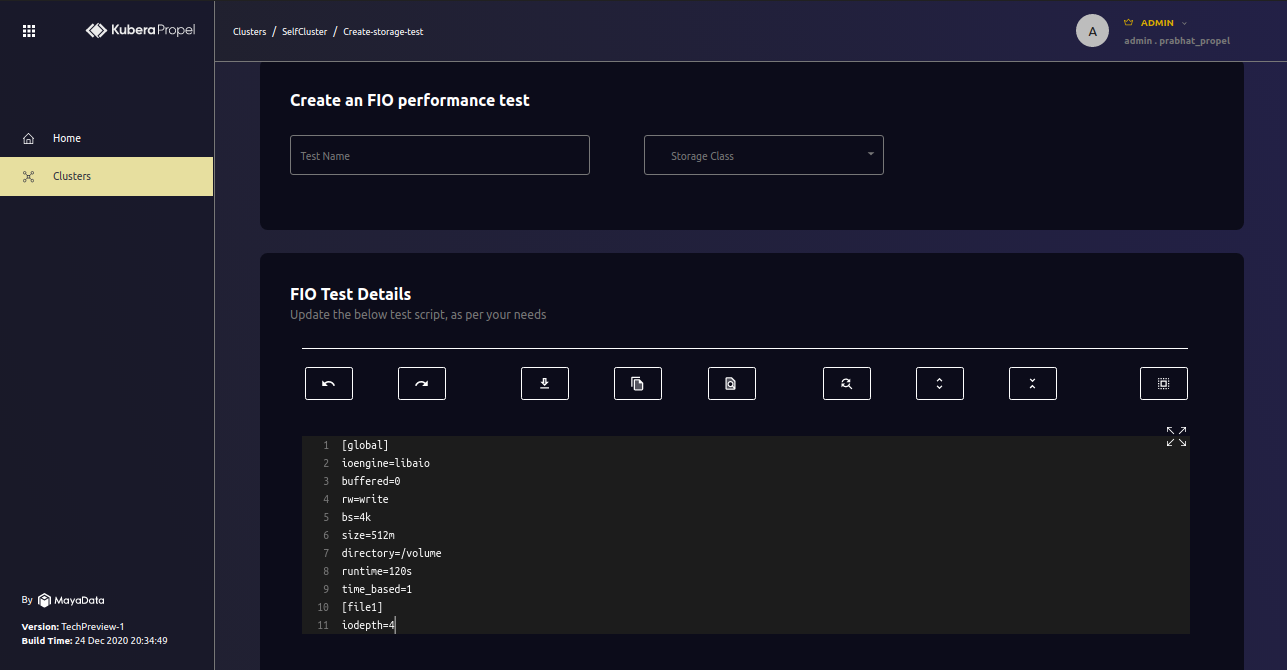 Kubera Propel
Clusters / SelfCluster / Create-storage-test
A
ADMIN
admin . prabhat_propel
Home
Clusters
Create an FIO performance test
Test Name
Storage Class
FIO Test Details
Update the below test script, as per your needs
1 [global]
2 ioengine=libaio
3 buffered=0
4 rw=write
5 bs=4k
6 size=512m
7 directory=/volume
8 runtime=120s
9 time_based=1
10 [file1]
11 iodepth=4
By MayaData
Version: TechPreview-1
Build Time: 24 Dec 2020 20:34:49